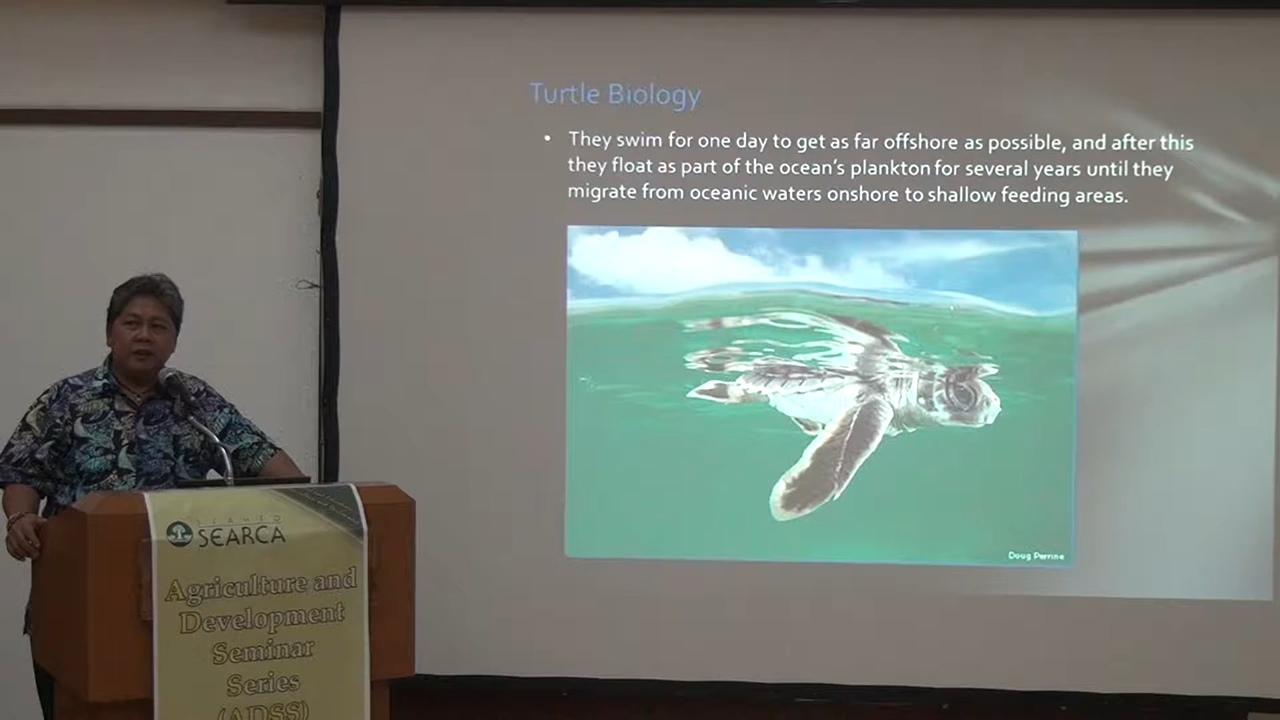 Turtle Biology
• They swim for one day to get as far offshore as possible, and after this
they float as part of the ocean's plankton for several years until they
migrate from oceanic waters onshore to shallow feeding areas.
Doug Perrine
SEAMEO
SEARCA
Agriculture and
Development
Seminar
Series
(ADSS)